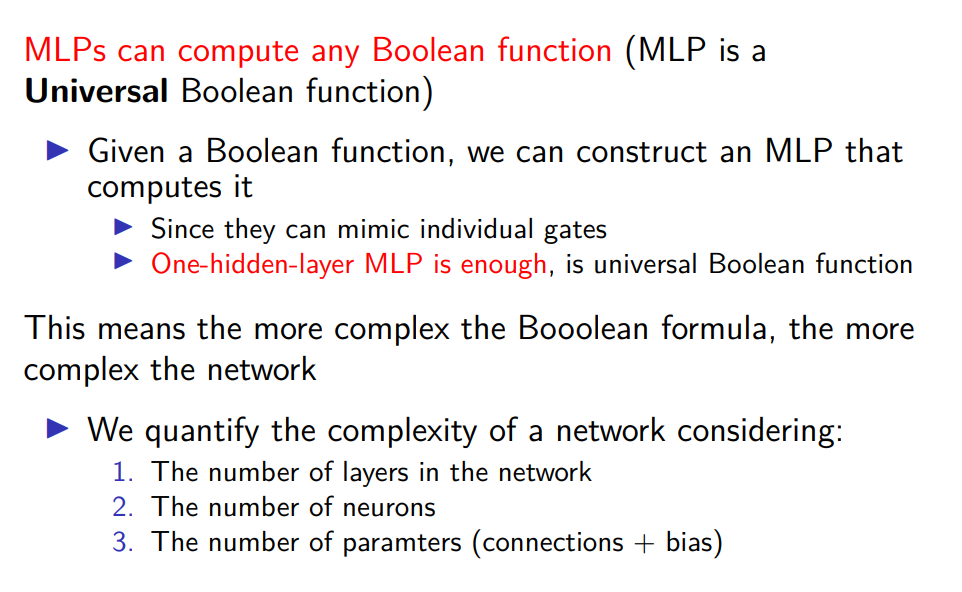 MLPs can compute any Boolean function (MLP is a
Universal Boolean function)
▶ Given a Boolean function, we can construct an MLP that
computes it
▶ Since they can mimic individual gates
▶ One-hidden-layer MLP is enough, is universal Boolean function
This means the more complex the Booolean formula, the more
complex the network
▶ We quantify the complexity of a network considering:
1. The number of layers in the network
2. The number of neurons
3. The number of paramters (connections + bias)